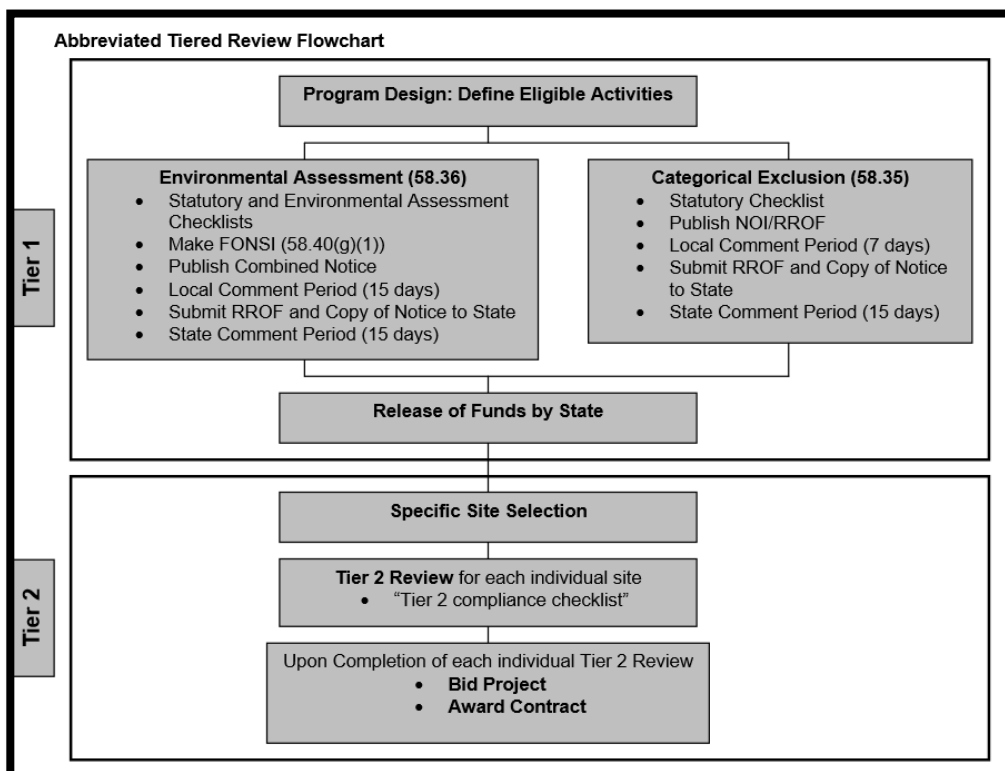 Abbreviated Tiered Review Flowchart
Tier 1
Program Design: Define Eligible Activities
Environmental Assessment (58.36)
• Statutory and Environmental Assessment
Checklists
• Make FONSI (58.40(g)(1))
• Publish Combined Notice
• Local Comment Period (15 days)
• Submit RROF and Copy of Notice to State
• State Comment Period (15 days)
Categorical Exclusion (58.35)
• Statutory Checklist
• Publish NOI/RROF
• Local Comment Period (7 days)
• Submit RROF and Copy of Notice
to State
• State Comment Period (15 days)
Release of Funds by State
Tier 2
Specific Site Selection
Tier 2 Review for each individual site
• “Tier 2 compliance checklist”
Upon Completion of each individual Tier 2 Review
• Bid Project
• Award Contract